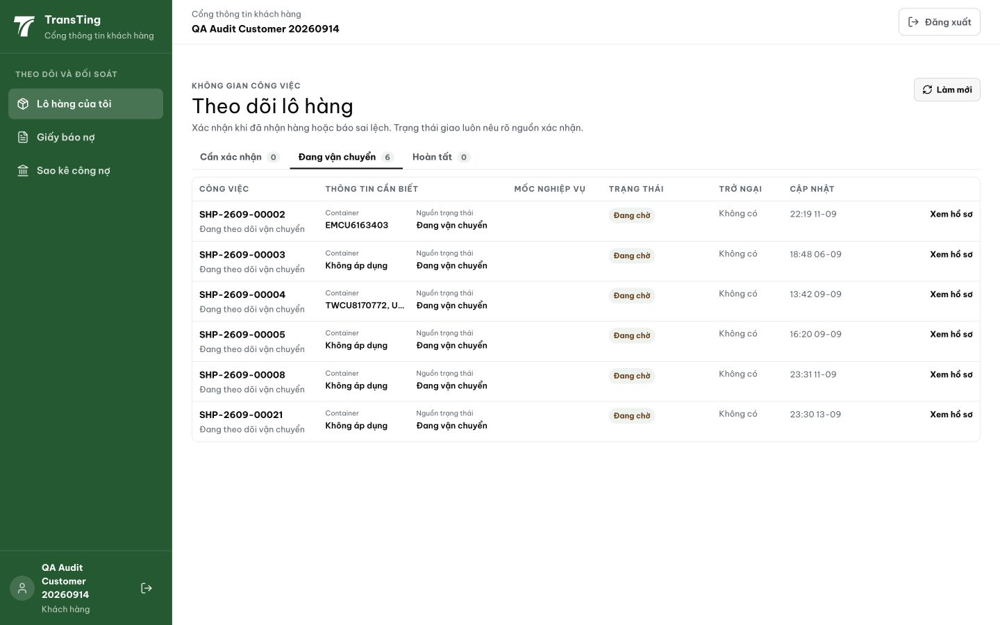 TransTing
Cổng thông tin khách hàng
THEO DÕI VÀ ĐỐI SOÁT
Lô hàng của tôi
Giấy báo nợ
Sao kê công nợ
QA Audit
Customer
20260914
Khách hàng
Cổng thông tin khách hàng
QA Audit Customer 20260914
Đăng xuất
KHÔNG GIAN CÔNG VIỆC
Theo dõi lô hàng
Xác nhận khi đã nhận hàng hoặc báo sai lệch. Trạng thái giao luôn nêu rõ nguồn xác nhận.
Làm mới
Cần xác nhận 0 Đang vận chuyển 6 Hoàn tất 0
CÔNG VIỆC THÔNG TIN CẦN BIẾT MỐC NGHIỆP VỤ TRẠNG THÁI TRỞ NGẠI CẬP NHẬT
SHP-2609-00002 Container Nguồn trạng thái Đang chờ Không có 22:19 11-09 Xem hồ sơ
Đang theo dõi vận chuyển EMCU6163403 Đang vận chuyển
SHP-2609-00003 Container Nguồn trạng thái Đang chờ Không có 18:48 06-09 Xem hồ sơ
Đang theo dõi vận chuyển Không áp dụng Đang vận chuyển
SHP-2609-00004 Container Nguồn trạng thái Đang chờ Không có 13:42 09-09 Xem hồ sơ
Đang theo dõi vận chuyển TWCU8170772, U... Đang vận chuyển
SHP-2609-00005 Container Nguồn trạng thái Đang chờ Không có 16:20 09-09 Xem hồ sơ
Đang theo dõi vận chuyển Không áp dụng Đang vận chuyển
SHP-2609-00008 Container Nguồn trạng thái Đang chờ Không có 23:31 11-09 Xem hồ sơ
Đang theo dõi vận chuyển Không áp dụng Đang vận chuyển
SHP-2609-00021 Container Nguồn trạng thái Đang chờ Không có 23:30 13-09 Xem hồ sơ
Đang theo dõi vận chuyển Không áp dụng Đang vận chuyển